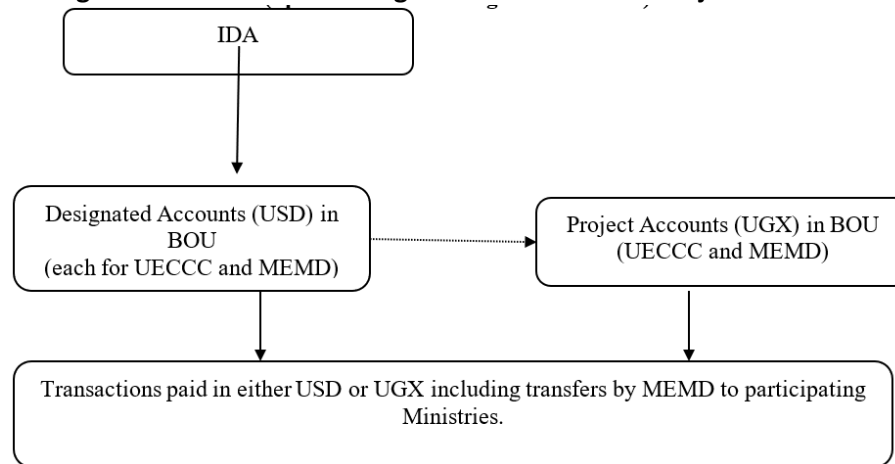 IDA
Designated Accounts (USD) in
BOU
(each for UECCC and MEMD)
Project Accounts (UGX) in BOU
(UECCC and MEMD)
Transactions paid in either USD or UGX including transfers by MEMD to participating
Ministries.